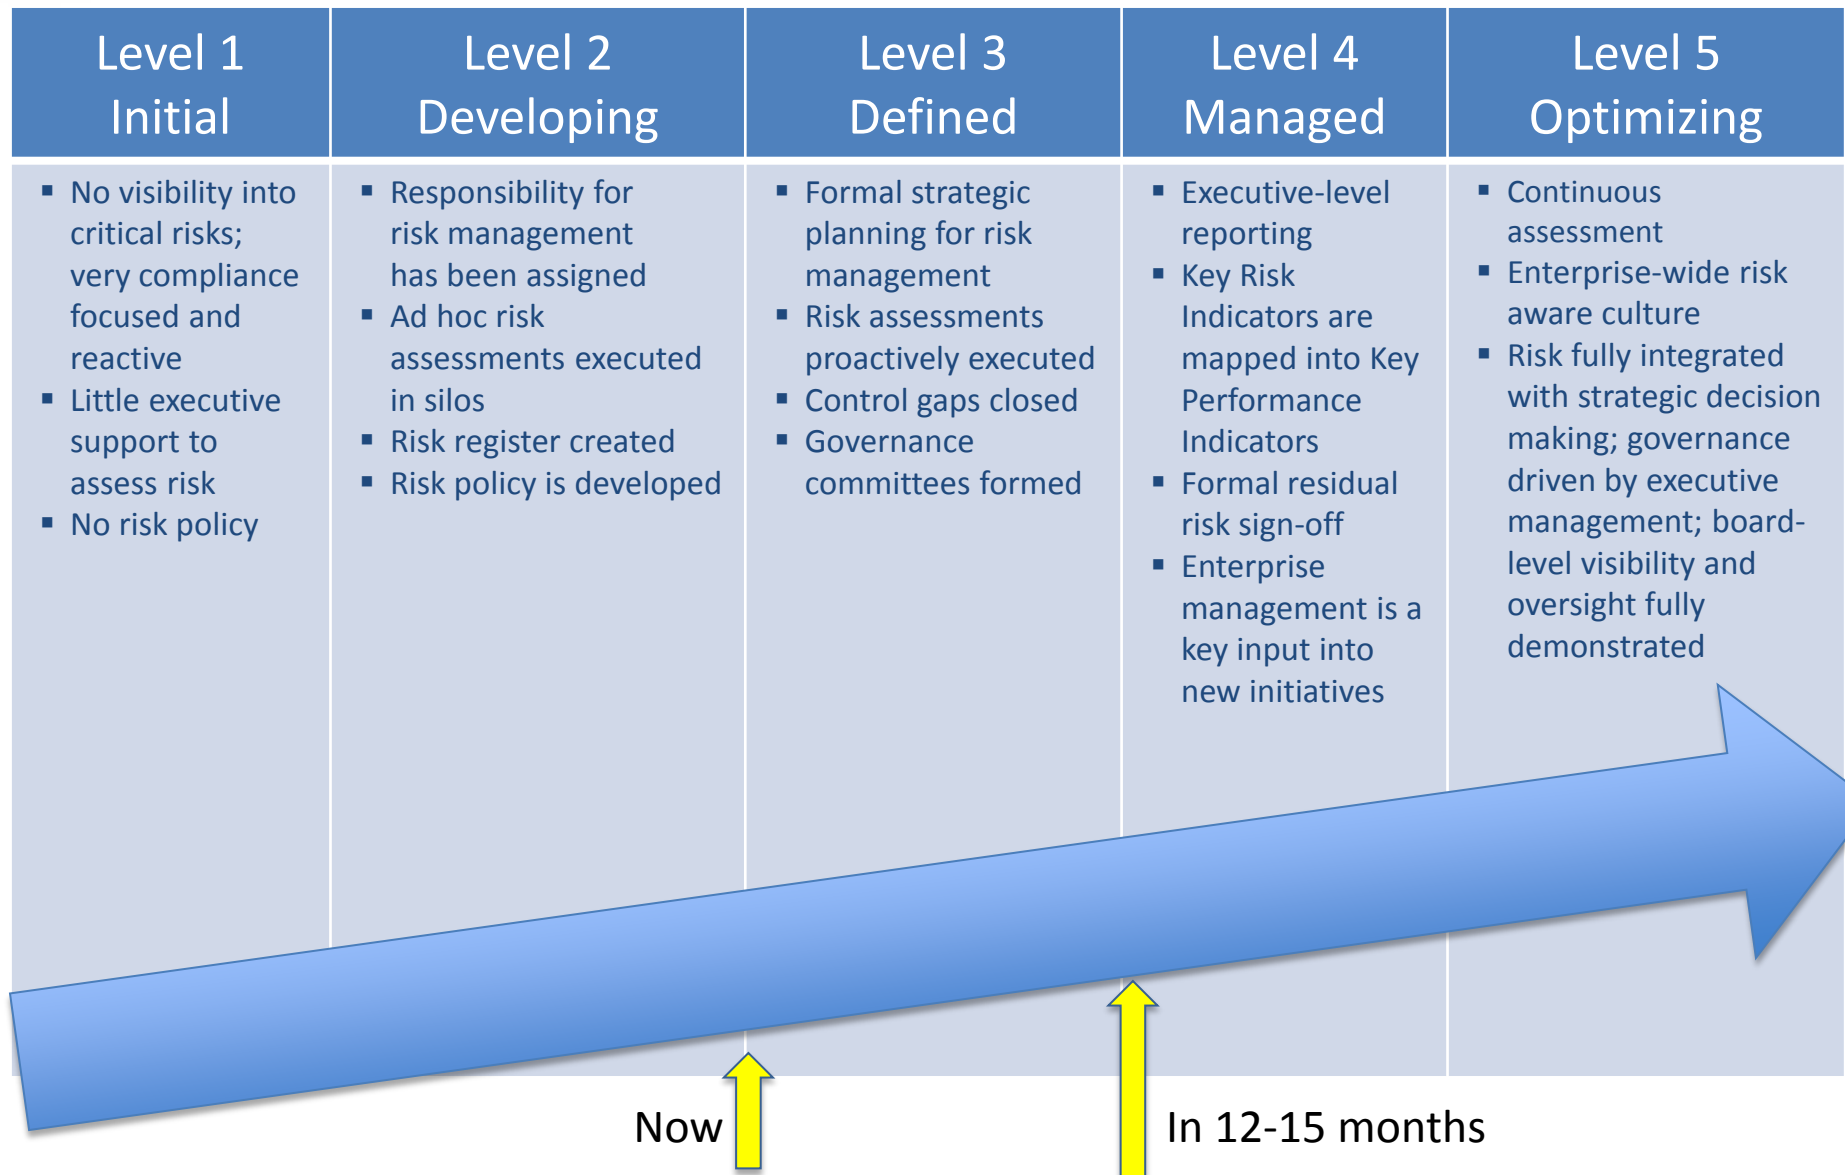 Level 1
Initial
Level 2
Developing
Level 3
Defined
Level 4
Managed
Level 5
Optimizing
▪ No visibility into
critical risks;
very compliance
focused and
reactive
▪ Little executive
support to
assess risk
▪ No risk policy
▪ Responsibility for
risk management
has been assigned
▪ Ad hoc risk
assessments executed
in silos
▪ Risk register created
▪ Risk policy is developed
▪ Formal strategic
planning for risk
management
▪ Risk assessments
proactively executed
▪ Control gaps closed
▪ Governance
committees formed
▪ Executive-level
reporting
▪ Key Risk
Indicators are
mapped into Key
Performance
Indicators
▪ Formal residual
risk sign-off
▪ Enterprise
management is a
key input into
new initiatives
▪ Continuous
assessment
▪ Enterprise-wide risk
aware culture
▪ Risk fully integrated
with strategic decision
making; governance
driven by executive
management; board-
level visibility and
oversight fully
demonstrated
Now
In 12-15 months